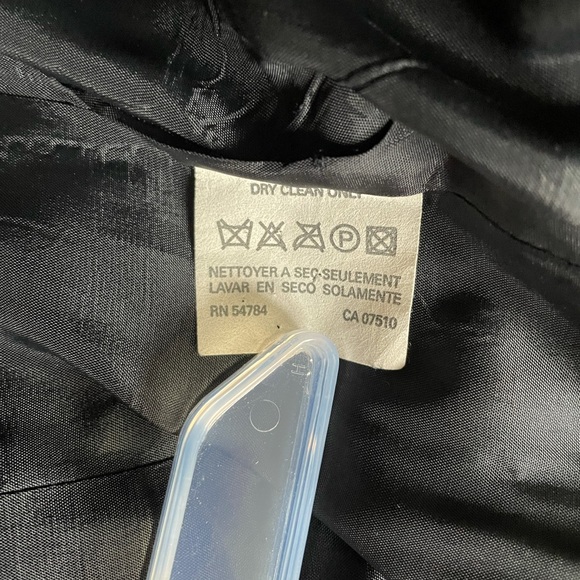 DRY CLEAN ONLY
P
NETTOYER A SEC SEULEMENT
LAVAR EN SECO SOLAMENTE
RN 54784 CA 07510
H